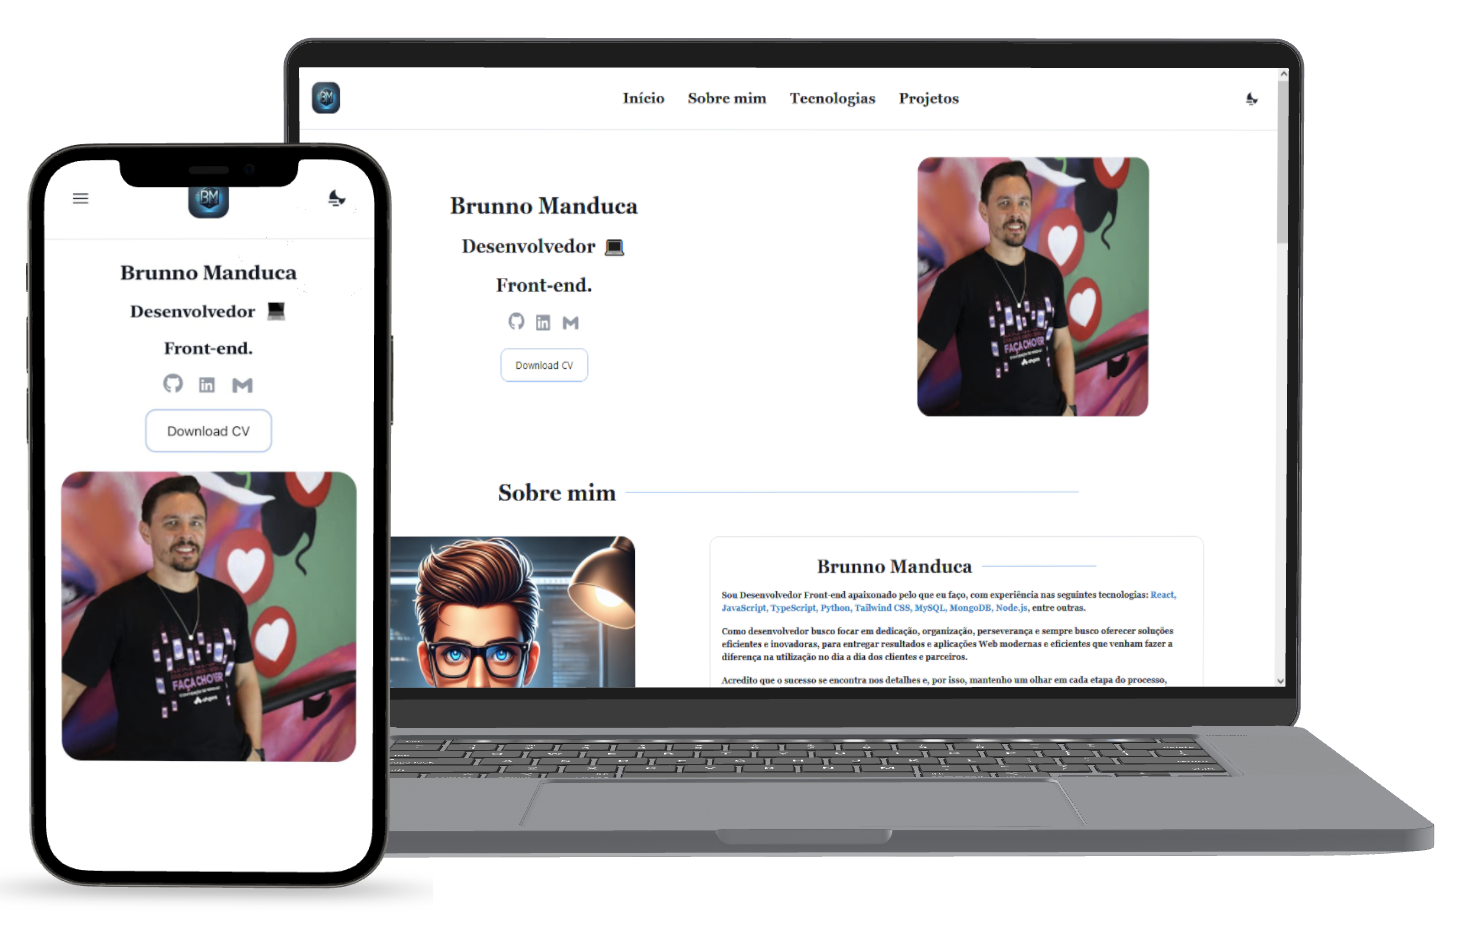 BM
Início Sobre mim Tecnologias Projetos
Brunno Manduca
Desenvolvedor
Front-end.
Download CV
FAÇA CHOVER
Sobre mim
Brunno Manduca
Sou Desenvolvedor Front-end apaixonado pelo que eu faço, com experiência nas seguintes tecnologias: React,
JavaScript, TypeScript, Python, Tailwind CSS, MySQL, MongoDB, Node.js, entre outras.
Como desenvolvedor busco focar em dedicação, organização, perseverança e sempre busco oferecer soluções
eficientes e inovadoras, para entregar resultados e aplicações Web modernas e eficientes que venham fazer a
diferença na utilização no dia a dia dos clientes e parceiros.
Acredito que o sucesso se encontra nos detalhes e, por isso, mantenho um olhar em cada etapa do processo,
BM
Brunno Manduca
Desenvolvedor
Front-end.
Download CV
FAÇA CHOVER